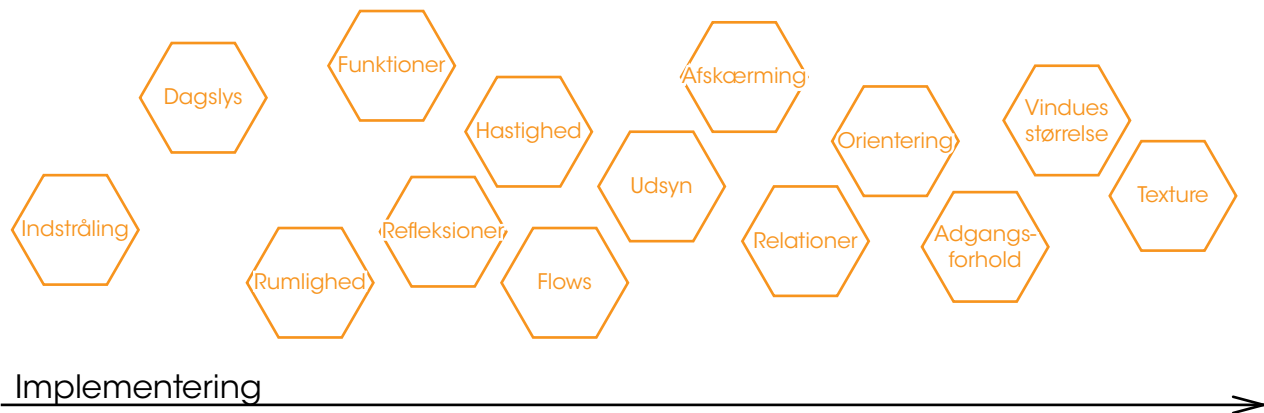 Funktioner
Dagslys
Afskærming
Hastighed
Vindues
størrelse
Orientering
Udsyn
Texture
Indstråling
Refleksioner
Relationer
Adgangs-
forhold
Rumlighed
Flows
Implementering